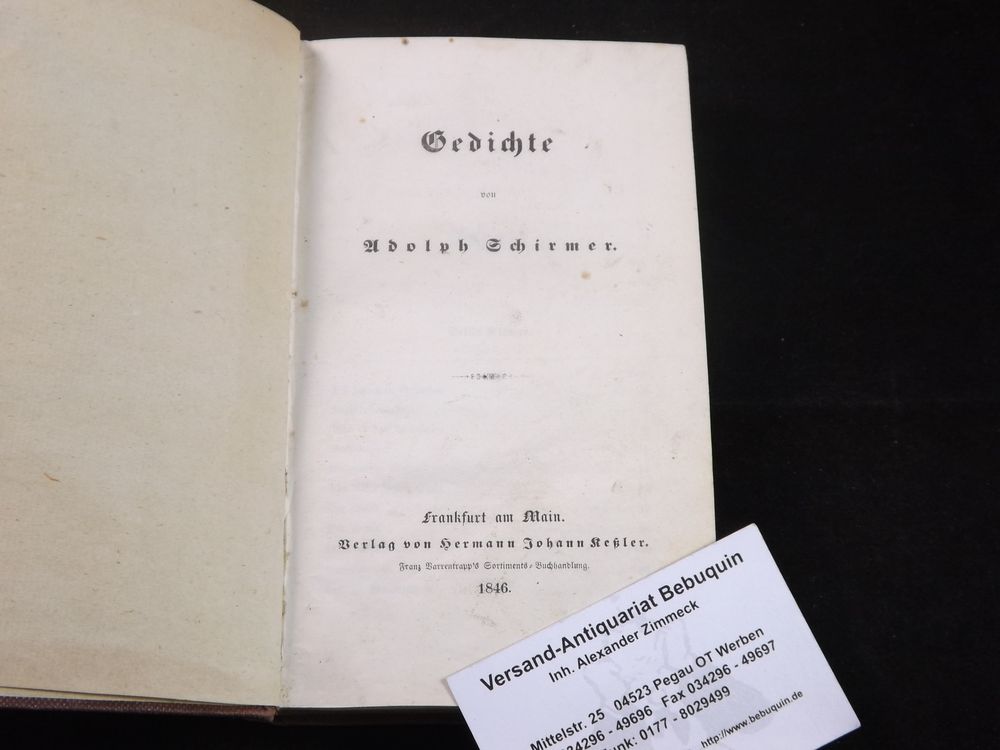 Gedichte
von
Adolph Schirmer.
Frankfurt am Main.
Verlag von Hermann Johann Keßler.
Franz Varrentrapp's Sortiments-Buchhandlung.
1846.
Versand-Antiquariat Bebuquin
Inh. Alexander Zimmeck
Mittelstr. 25 04523 Pegau OT Werben
034296 - 49696 Fax 034296 - 49697
0177 - 8029499
http://www.bebuquin.de